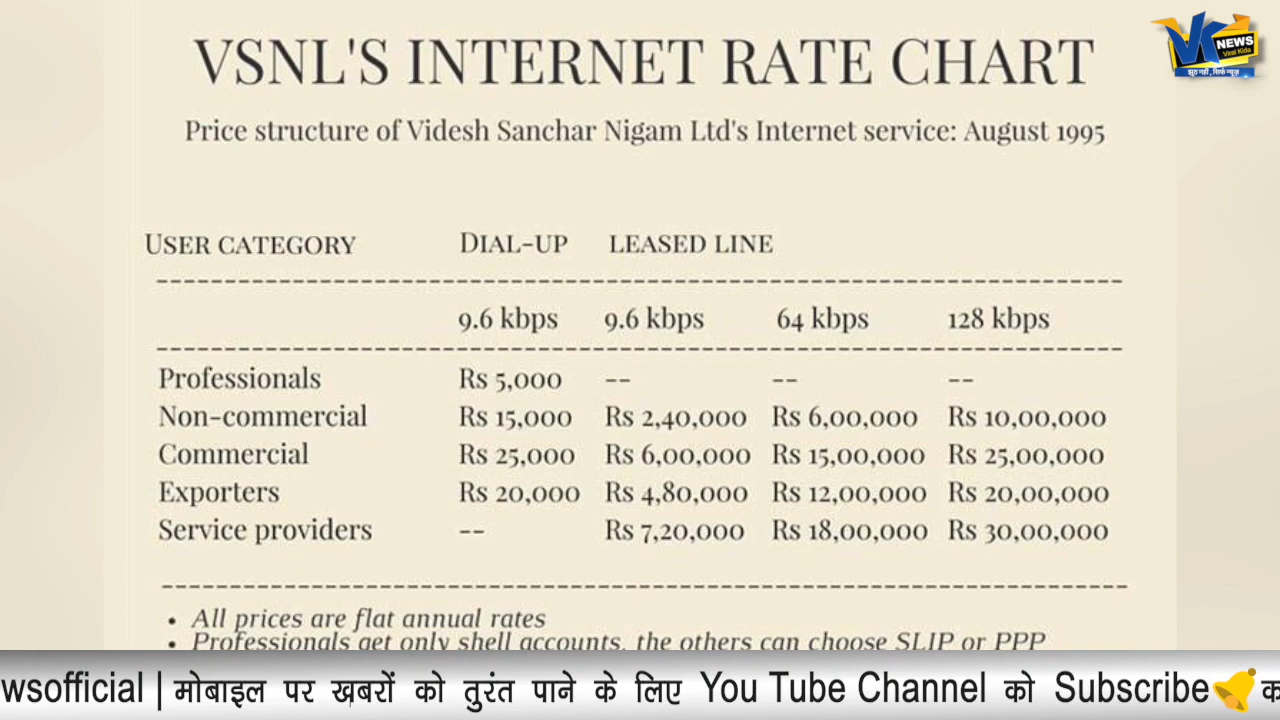 VSNL'S INTERNET RATE CHART
Price structure of Videsh Sanchar Nigam Ltd's Internet service: August 1995
VK NEWS
Viral Kida
झूठ नहीं, सिर्फ न्यूज़
USER CATEGORY DIAL-UP LEASED LINE
9.6 kbps 9.6 kbps 64 kbps 128 kbps
Professionals Rs 5,000 -- -- --
Non-commercial Rs 15,000 Rs 2,40,000 Rs 6,00,000 Rs 10,00,000
Commercial Rs 25,000 Rs 6,00,000 Rs 15,00,000 Rs 25,00,000
Exporters Rs 20,000 Rs 4,80,000 Rs 12,00,000 Rs 20,00,000
Service providers -- Rs 7,20,000 Rs 18,00,000 Rs 30,00,000
• All prices are flat annual rates
• Professionals get only shell accounts, the others can choose SLIP or PPP
wsofficial | मोबाइल पर ख़बरों को तुरंत पाने के लिए You Tube Channel को Subscribe क